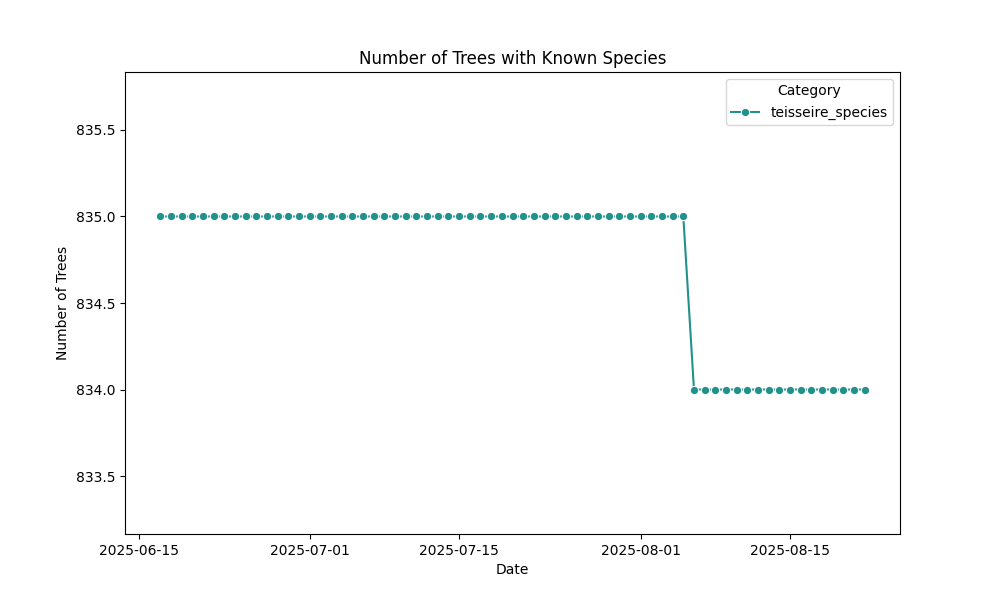 Number of Trees with Known Species
Category
teisseire_species
835.5
835.0
834.5
834.0
833.5
Number of Trees
2025-06-15
2025-07-01
2025-07-15
2025-08-01
2025-08-15
Date